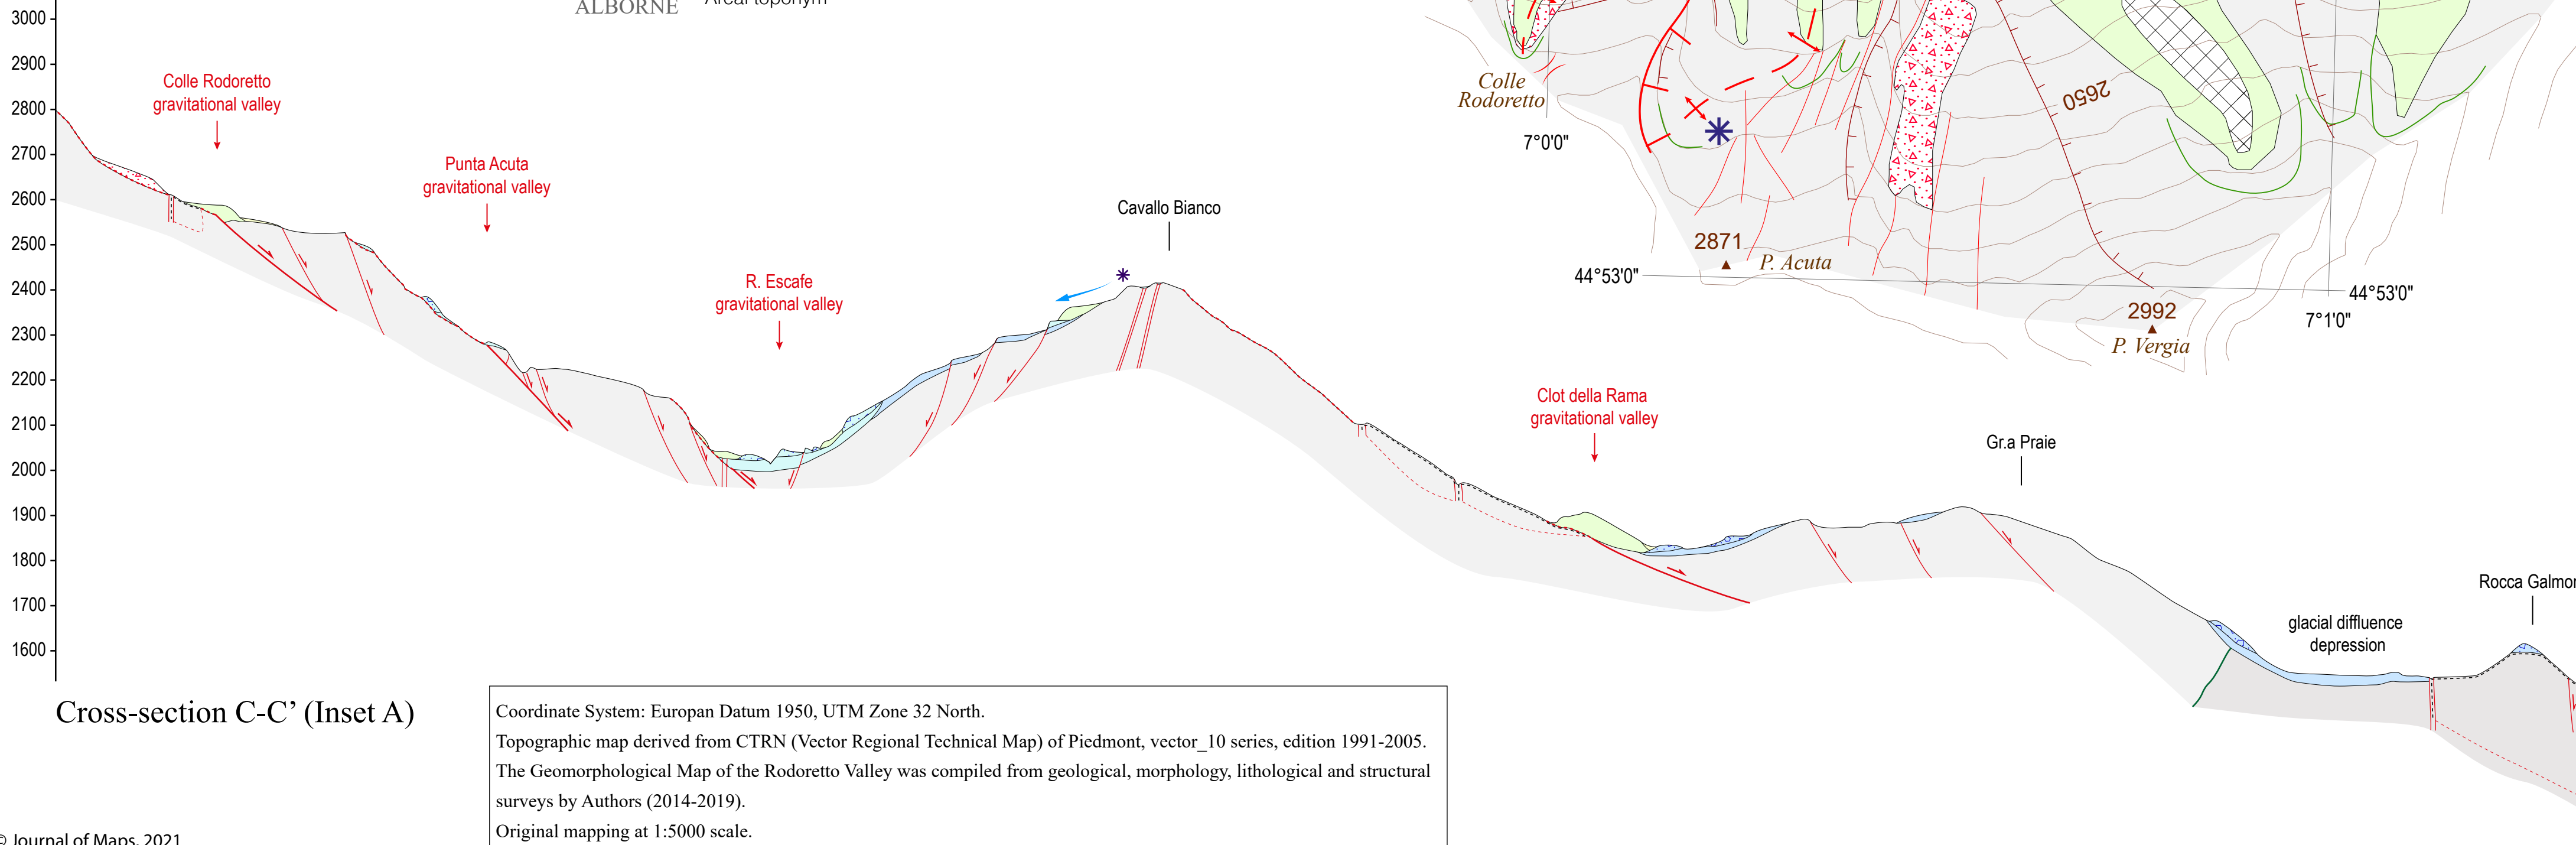 ALBORNE
Areal toponym
3000
2900
2800
2700
2600
2500
2400
2300
2200
2100
2000
1900
1800
1700
1600
Colle Rodoretto
gravitational valley
Punta Acuta
gravitational valley
R. Escafe
gravitational valley
Cavallo Bianco
Clot della Rama
gravitational valley
Gr.a Praie
glacial diffluence
depression
Rocca Galmo
Colle
Rodoretto
7°0'0"
2650
2871
P. Acuta
44°53'0"
44°53'0"
2992
7°1'0"
P. Vergia
Cross-section C-C’ (Inset A)
Coordinate System: Europan Datum 1950, UTM Zone 32 North.
Topographic map derived from CTRN (Vector Regional Technical Map) of Piedmont, vector_10 series, edition 1991-2005.
The Geomorphological Map of the Rodoretto Valley was compiled from geological, morphology, lithological and structural
surveys by Authors (2014-2019).
Original mapping at 1:5000 scale.
© Journal of Maps, 2021